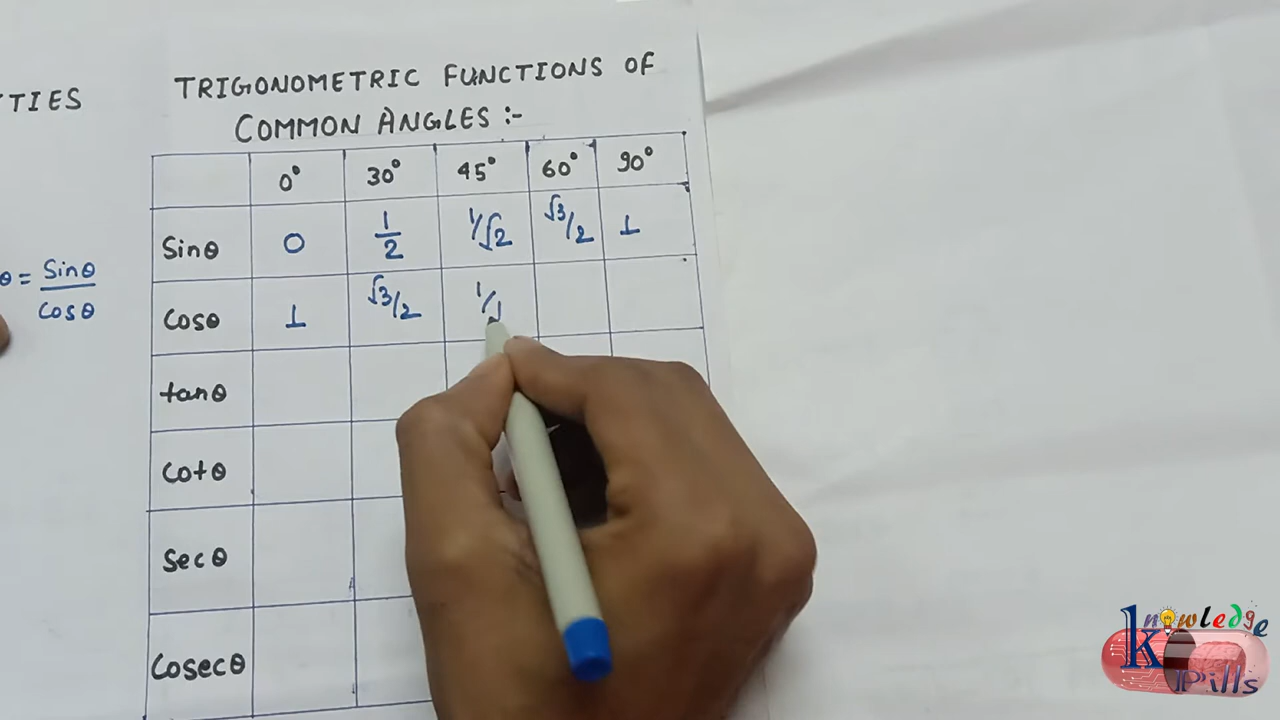 TIES
TRIGONOMETRIC FUNCTIONS OF
COMMON ANGLES :-
0° 30° 45° 60° 90°
Sinθ 0 1/2 1/√2 √3/2 1
θ = Sinθ/Cosθ
Cosθ 1 √3/2 1/
tanθ
Cotθ
Secθ
Cosecθ
knowledge
Pills